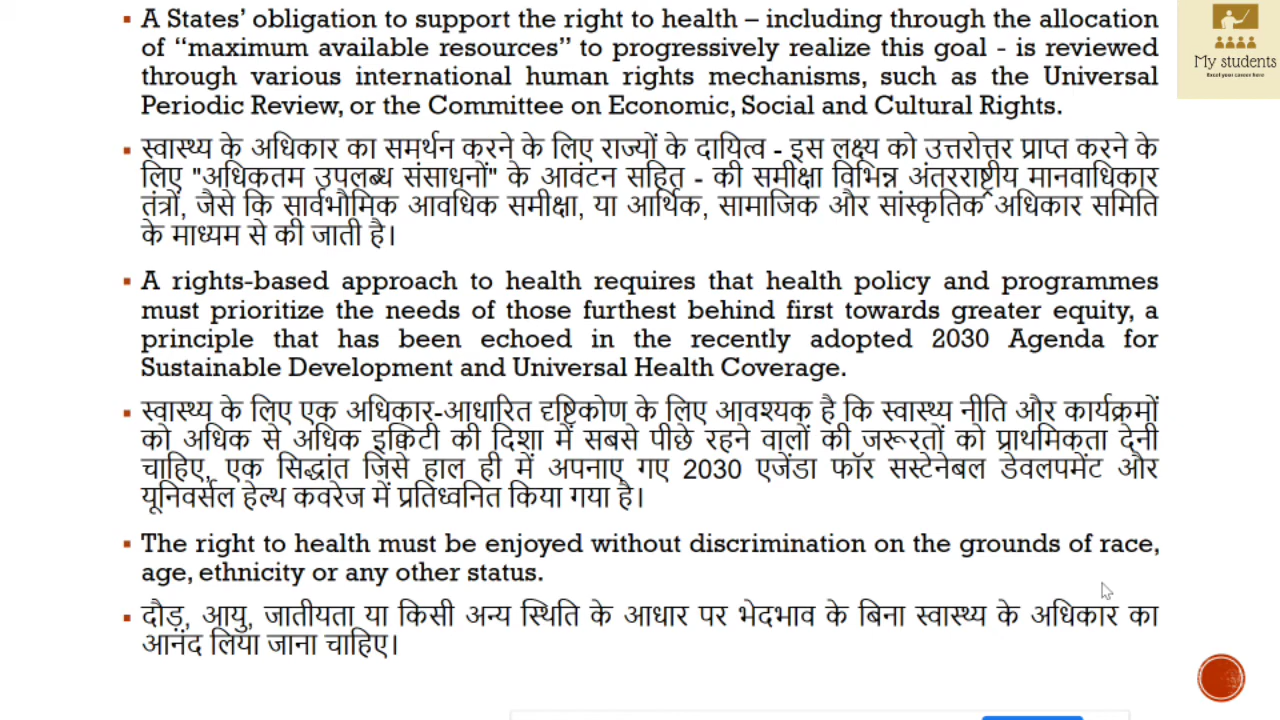 A States’ obligation to support the right to health – including through the allocation
of “maximum available resources” to progressively realize this goal - is reviewed
through various international human rights mechanisms, such as the Universal
Periodic Review, or the Committee on Economic, Social and Cultural Rights.
स्वास्थ्य के अधिकार का समर्थन करने के लिए राज्यों के दायित्व - इस लक्ष्य को उत्तरोत्तर प्राप्त करने के
लिए "अधिकतम उपलब्ध संसाधनों" के आवंटन सहित - की समीक्षा विभिन्न अंतरराष्ट्रीय मानवाधिकार
तंत्रों, जैसे कि सार्वभौमिक आवधिक समीक्षा, या आर्थिक, सामाजिक और सांस्कृतिक अधिकार समिति
के माध्यम से की जाती है।
A rights-based approach to health requires that health policy and programmes
must prioritize the needs of those furthest behind first towards greater equity, a
principle that has been echoed in the recently adopted 2030 Agenda for
Sustainable Development and Universal Health Coverage.
स्वास्थ्य के लिए एक अधिकार-आधारित दृष्टिकोण के लिए आवश्यक है कि स्वास्थ्य नीति और कार्यक्रमों
को अधिक से अधिक इक्विटी की दिशा में सबसे पीछे रहने वालों की जरूरतों को प्राथमिकता देनी
चाहिए, एक सिद्धांत जिसे हाल ही में अपनाए गए 2030 एजेंडा फॉर सस्टेनेबल डेवलपमेंट और
यूनिवर्सल हेल्थ कवरेज में प्रतिध्वनित किया गया है।
The right to health must be enjoyed without discrimination on the grounds of race,
age, ethnicity or any other status.
दौड़, आयु, जातीयता या किसी अन्य स्थिति के आधार पर भेदभाव के बिना स्वास्थ्य के अधिकार का
आनंद लिया जाना चाहिए।
My students
Excel your career here